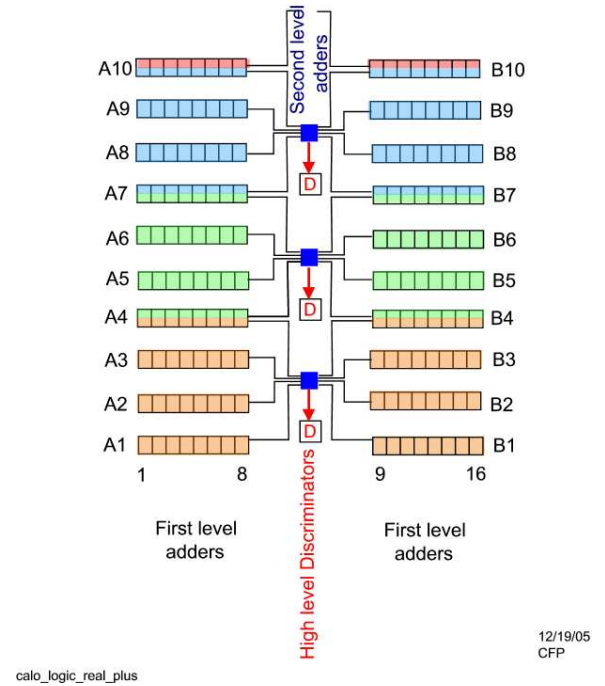 Second level
adders
A10
B10
A9
B9
A8
B8
D
A7
B7
A6
B6
A5
B5
D
A4
B4
A3
B3
A2
B2
D
A1
B1
1
8
9
16
First level
adders
First level
adders
High level Discriminators
12/19/05
CFP
calo_logic_real_plus